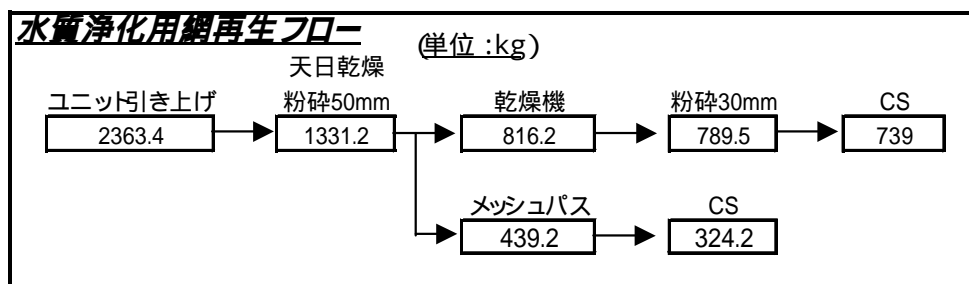 水質浄化用網再生フロー
(単位:kg)
天日乾燥
ユニット引き上げ 粉砕50mm 乾燥機 粉砕30mm CS
2363.4 1331.2 816.2 789.5 739
メッシュパス CS
439.2 324.2